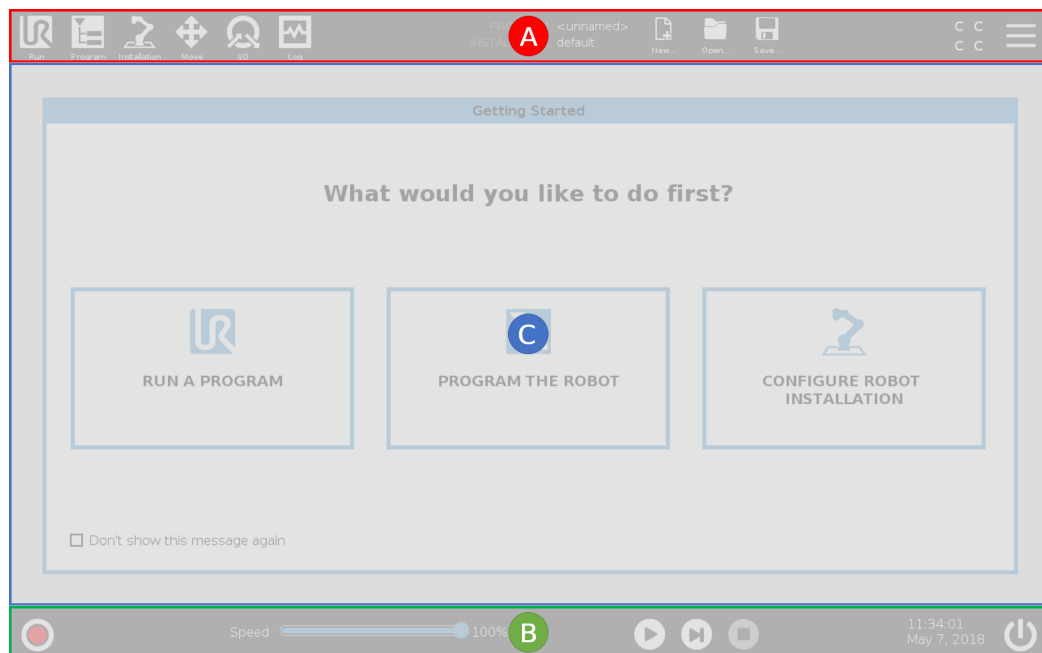 PR <unnamed>
INSTAL default
A
C C
C C
Run Program Installation Move I/O Log New... Open... Save...
Getting Started
What would you like to do first?
C
RUN A PROGRAM
PROGRAM THE ROBOT
CONFIGURE ROBOT
INSTALLATION
Don't show this message again
Speed 100% B
11:34:01
May 7, 2018